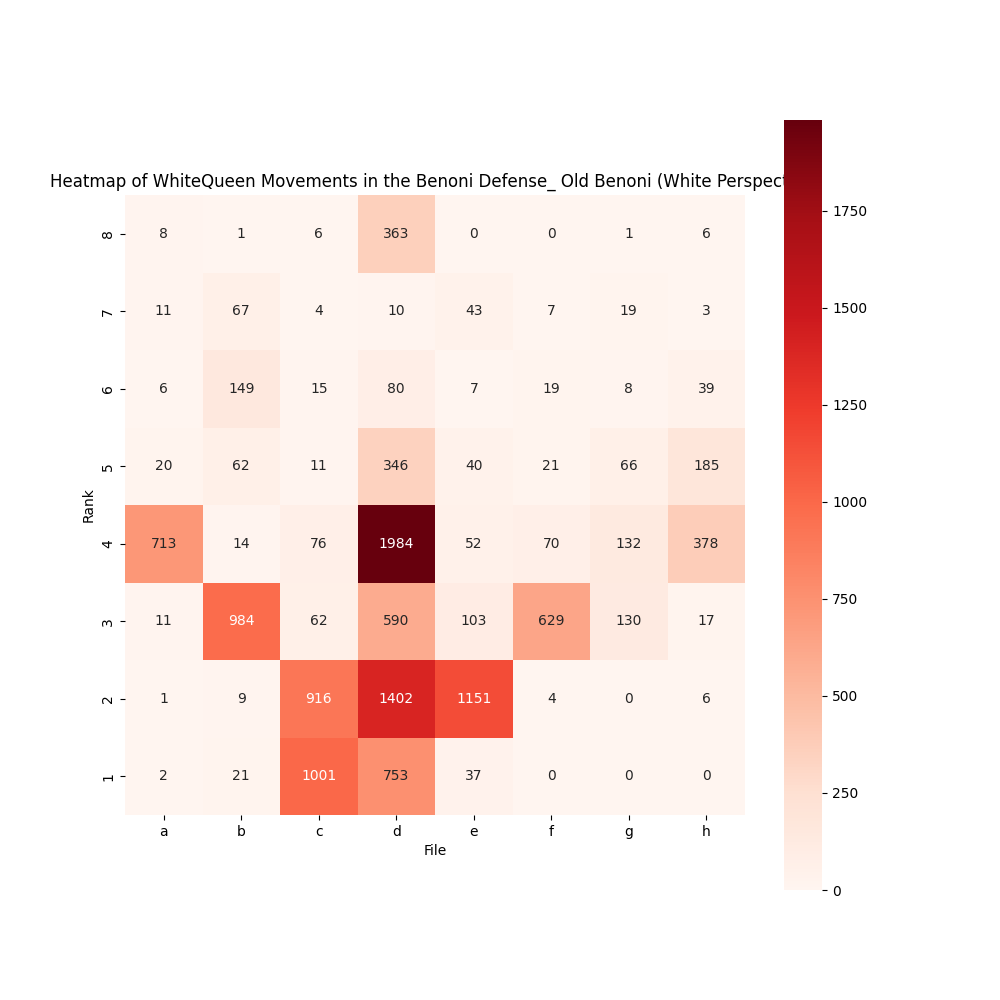 Heatmap of WhiteQueen Movements in the Benoni Defense_ Old Benoni (White Perspect
8 8 1 6 363 0 0 1 6
7 11 67 4 10 43 7 19 3
6 6 149 15 80 7 19 8 39
5 20 62 11 346 40 21 66 185
4 713 14 76 1984 52 70 132 378
3 11 984 62 590 103 629 130 17
2 1 9 916 1402 1151 4 0 6
1 2 21 1001 753 37 0 0 0
a b c d e f g h
File
Rank
1750
1500
1250
1000
750
500
250
0